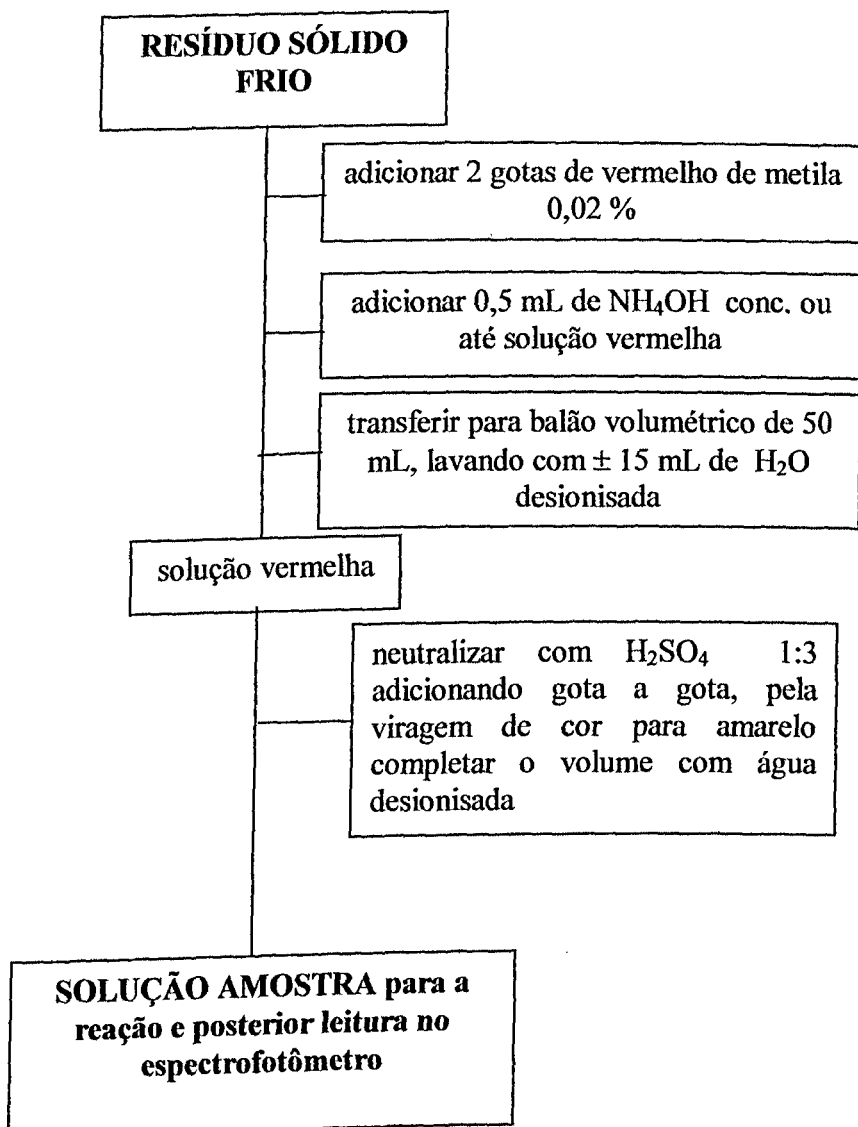 RESÍDUO SÓLIDO
FRIO
adicionar 2 gotas de vermelho de metila
0,02 %
adicionar 0,5 mL de NH₄OH conc. ou
até solução vermelha
transferir para balão volumétrico de 50
mL, lavando com ± 15 mL de H₂O
desionisada
solução vermelha
neutralizar com H₂SO₄ 1:3
adicionando gota a gota, pela
viragem de cor para amarelo
completar o volume com água
desionisada
SOLUÇÃO AMOSTRA para a
reação e posterior leitura no
espectrofotômetro